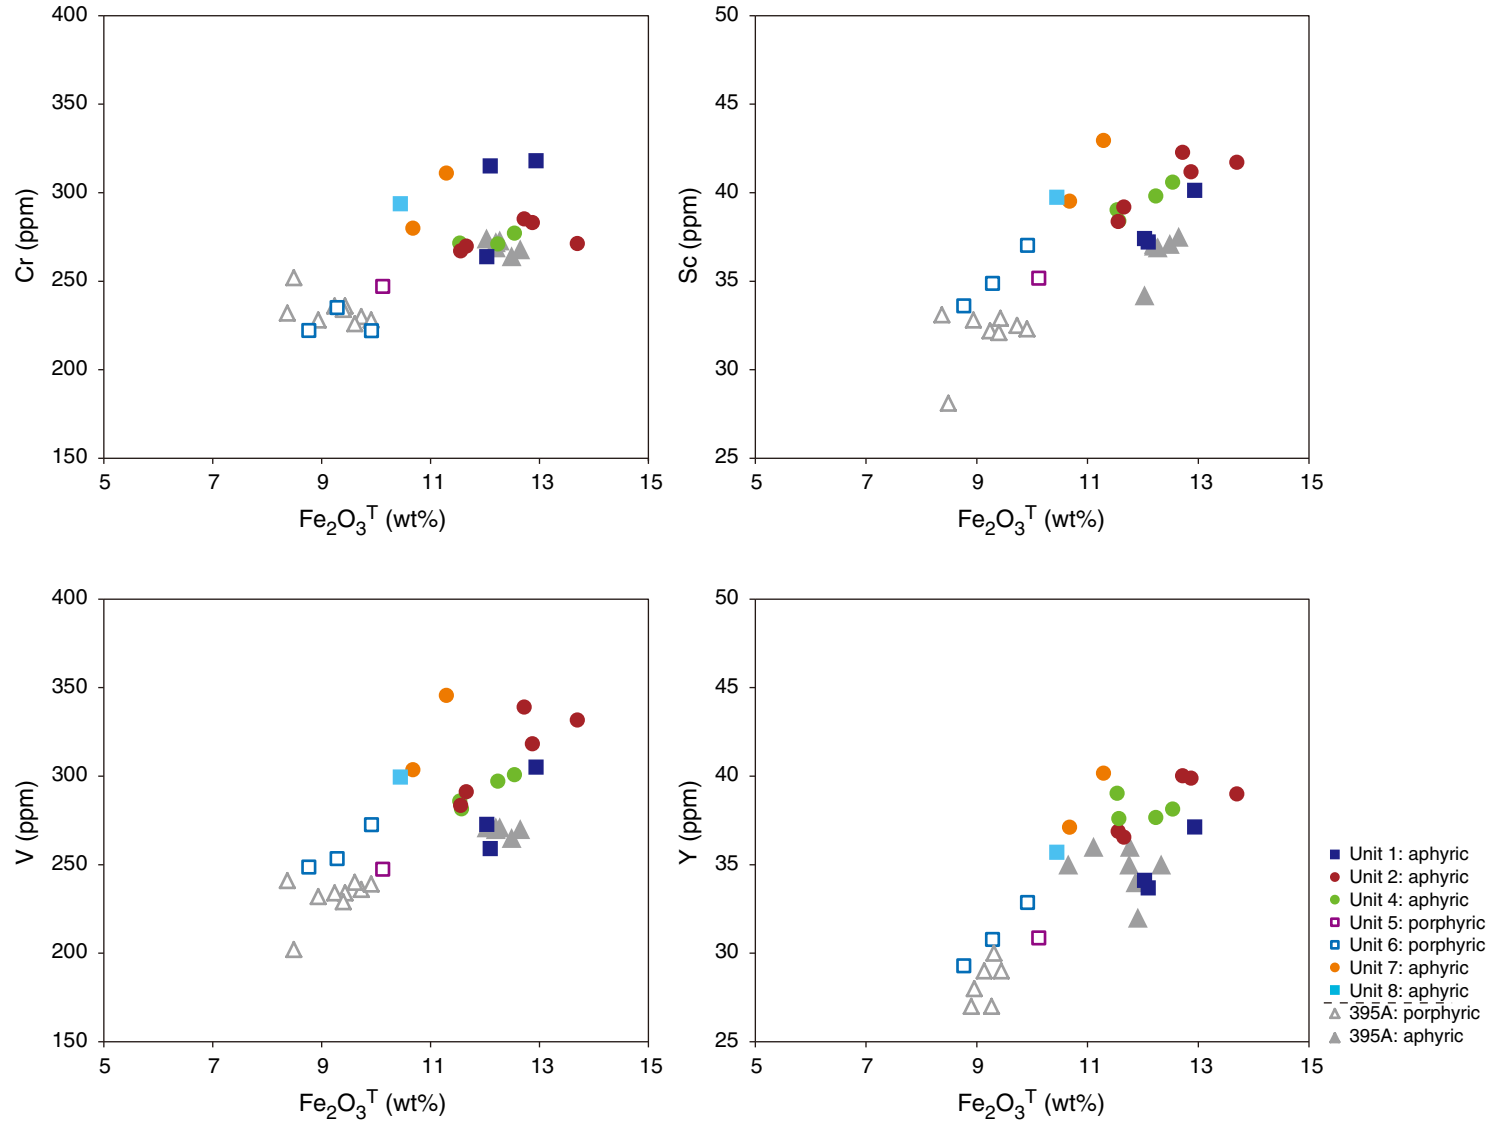 400
350
300
250
200
150
Cr (ppm)
5 7 9 11 13 15
Fe₂O₃ᵀ (wt%)
50
45
40
35
30
25
Sc (ppm)
5 7 9 11 13 15
Fe₂O₃ᵀ (wt%)
400
350
300
250
200
150
V (ppm)
5 7 9 11 13 15
Fe₂O₃ᵀ (wt%)
50
45
40
35
30
25
Y (ppm)
5 7 9 11 13 15
Fe₂O₃ᵀ (wt%)
Unit 1: aphyric
Unit 2: aphyric
Unit 4: aphyric
Unit 5: porphyric
Unit 6: porphyric
Unit 7: aphyric
Unit 8: aphyric
395A: porphyric
395A: aphyric